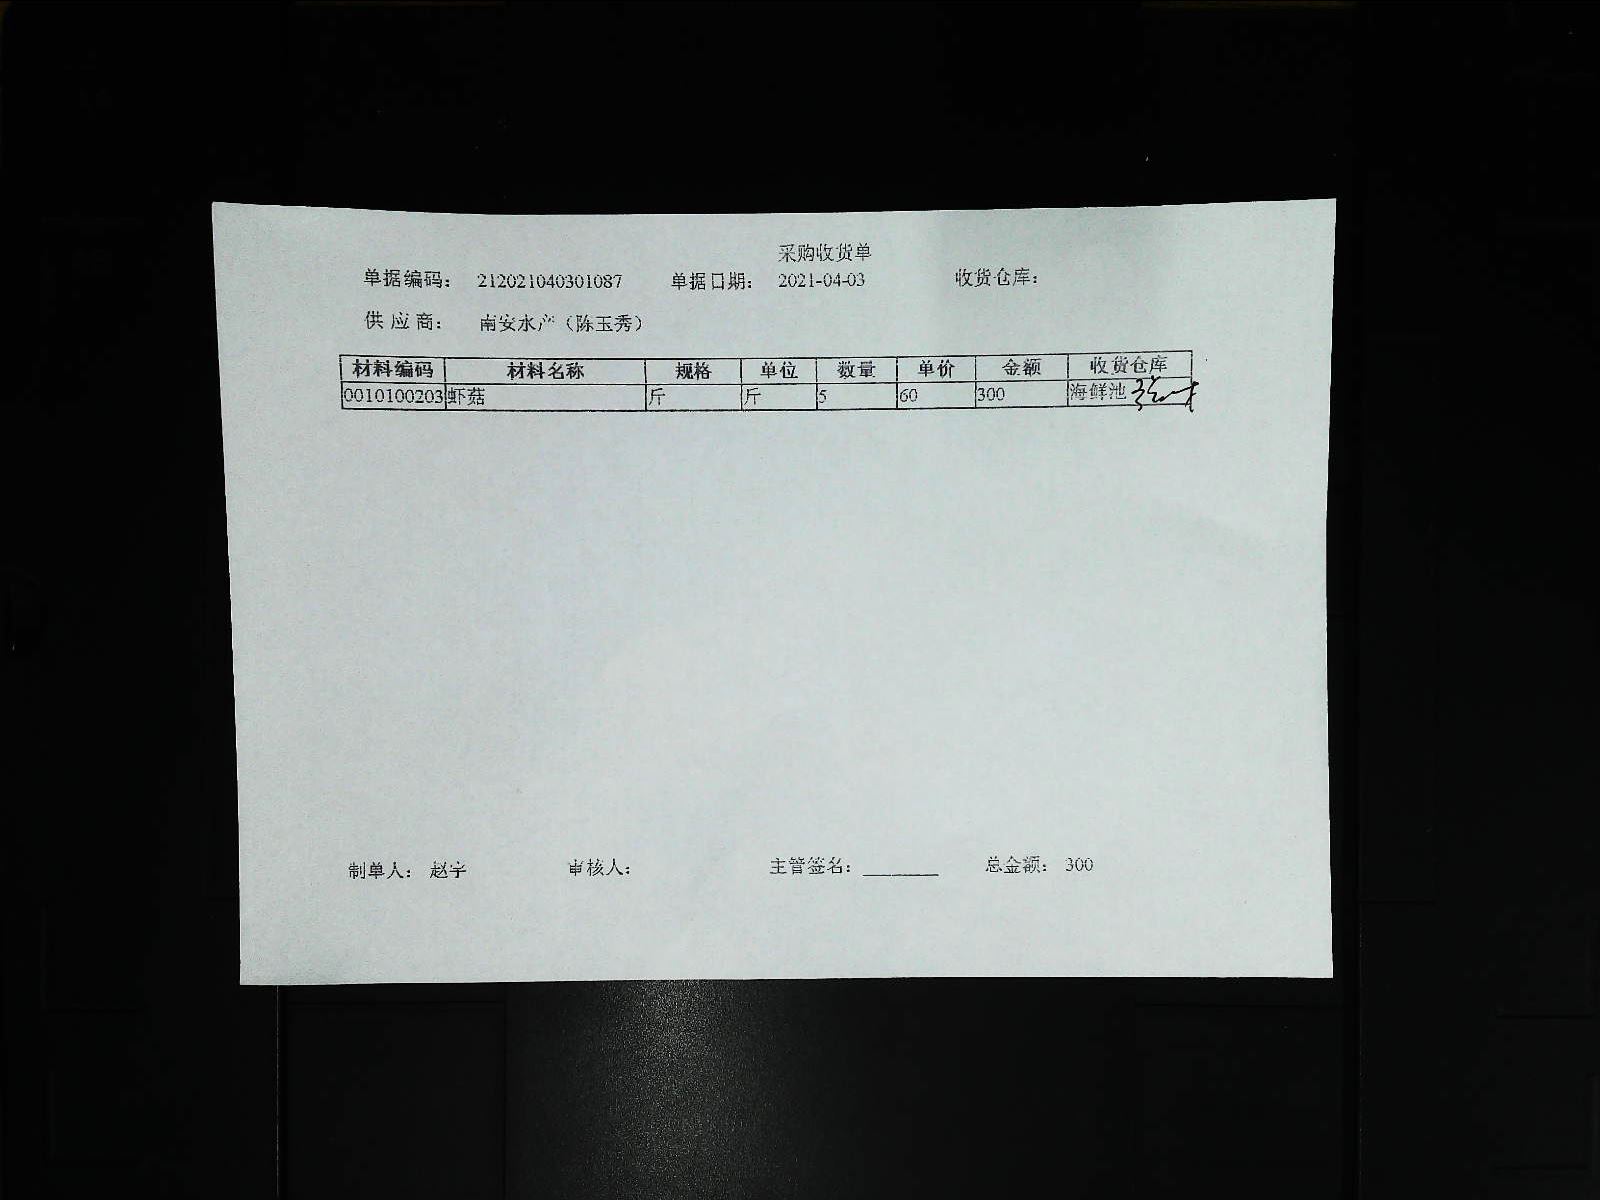 采购收货单
单据编码： 212021040301087 单据日期： 2021-04-03 收货仓库：
供应商： 南安水产（陈玉秀）
材料编码 材料名称 规格 单位 数量 单价 金额 收货仓库
0010100203 虾菇 斤 斤 5 60 300 海鲜池
制单人： 赵宇 审核人： 主管签名：________ 总金额： 300